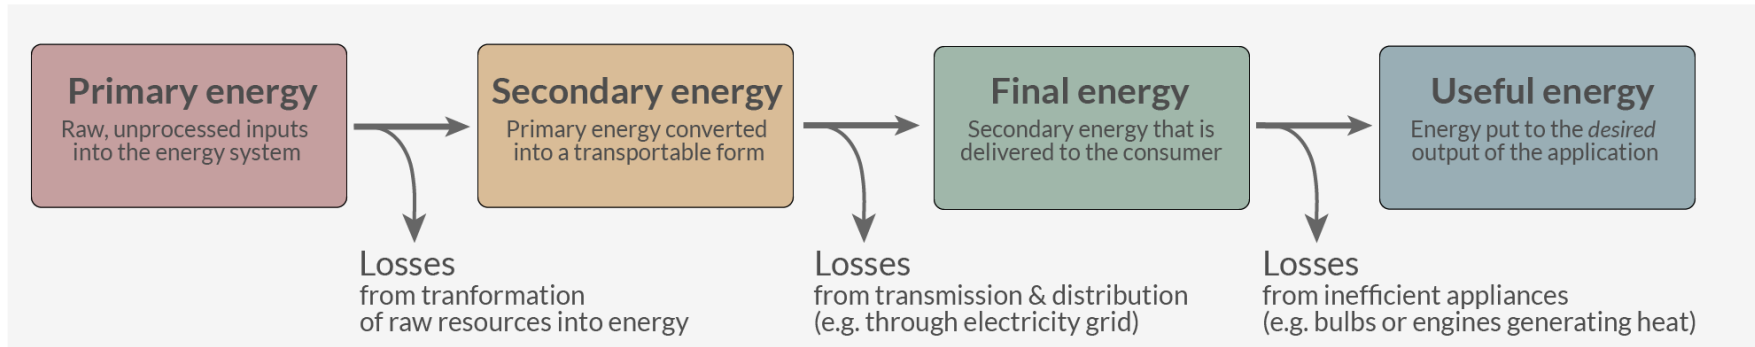 Primary energy
Raw, unprocessed inputs
into the energy system
Secondary energy
Primary energy converted
into a transportable form
Final energy
Secondary energy that is
delivered to the consumer
Useful energy
Energy put to the desired
output of the application
Losses
from tranformation
of raw resources into energy
Losses
from transmission & distribution
(e.g. through electricity grid)
Losses
from inefficient appliances
(e.g. bulbs or engines generating heat)